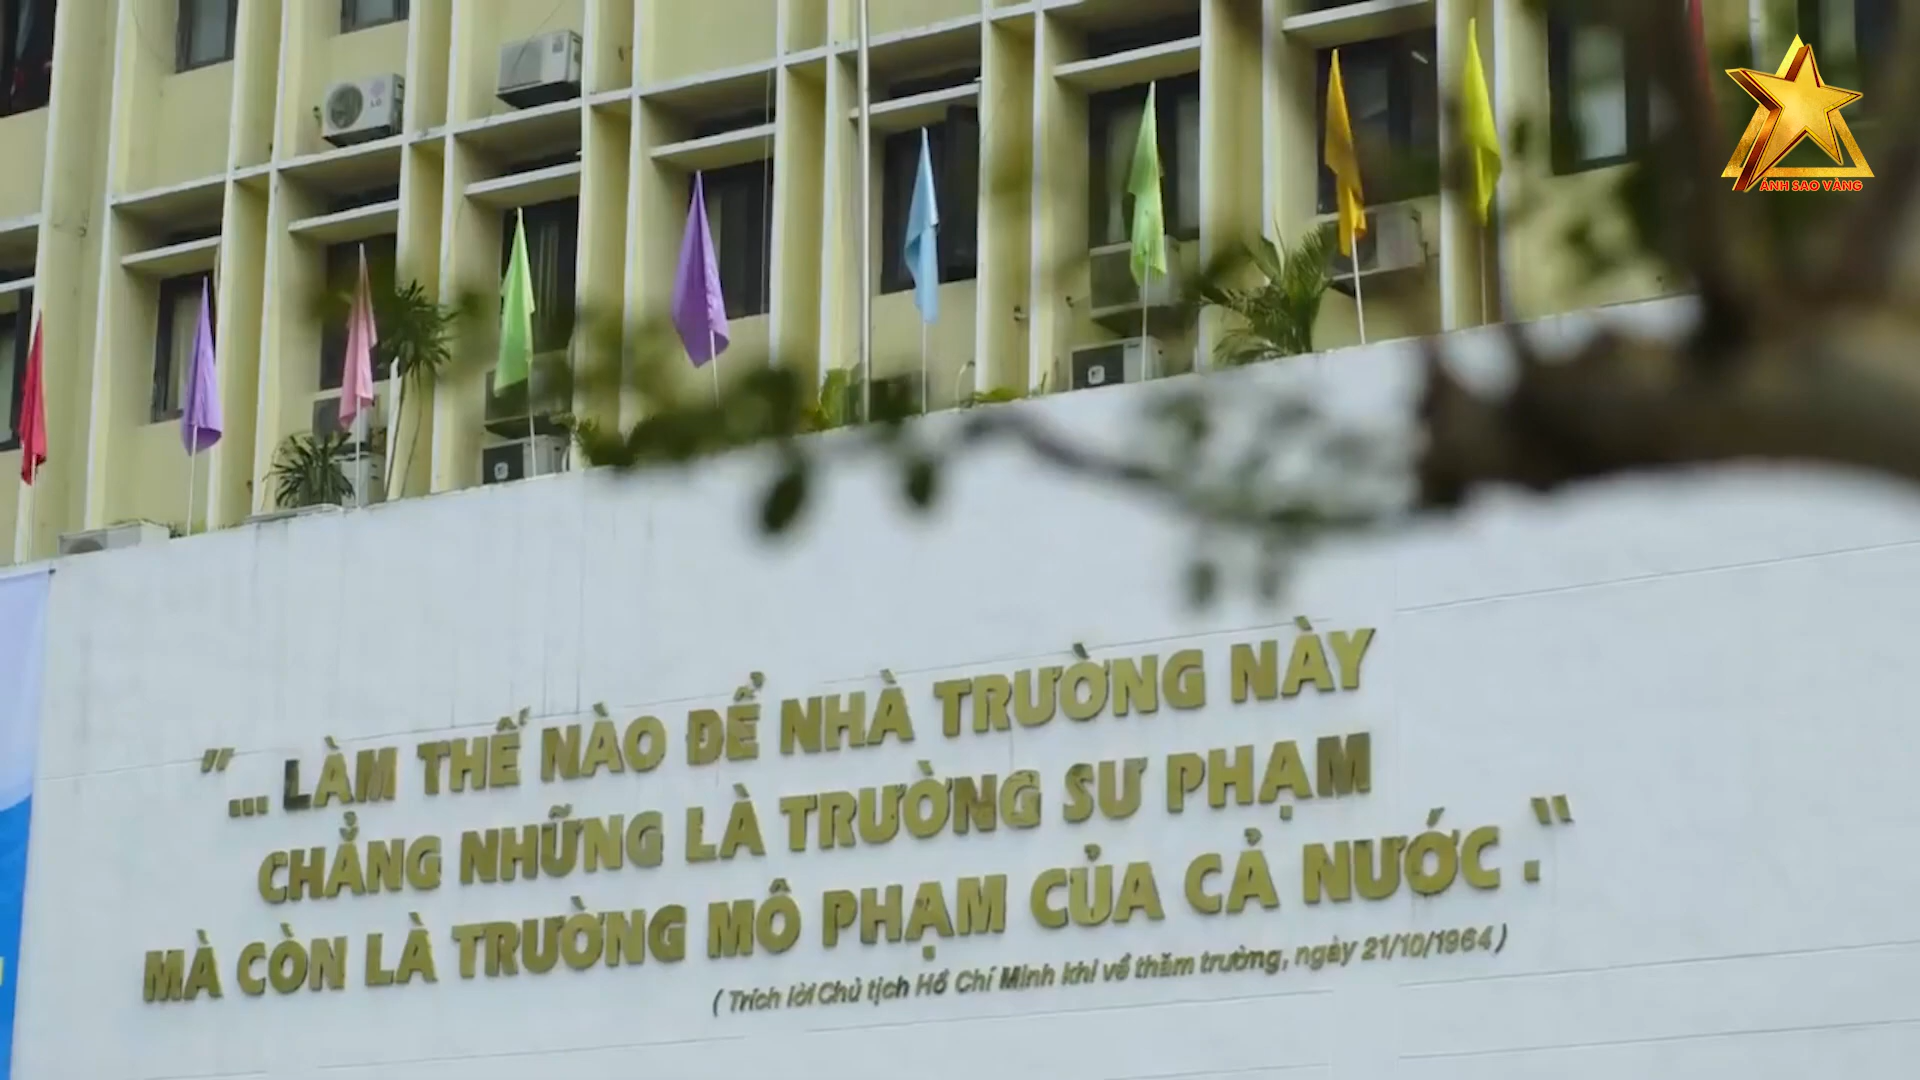 ÁNH SAO VÀNG
"... LÀM THẾ NÀO ĐỂ NHÀ TRƯỜNG NÀY
CHẲNG NHỮNG LÀ TRƯỜNG SƯ PHẠM
MÀ CÒN LÀ TRƯỜNG MÔ PHẠM CỦA CẢ NƯỚC ."
( Trích lời Chủ tịch Hồ Chí Minh khi về thăm trường, ngày 21/10/1964 )